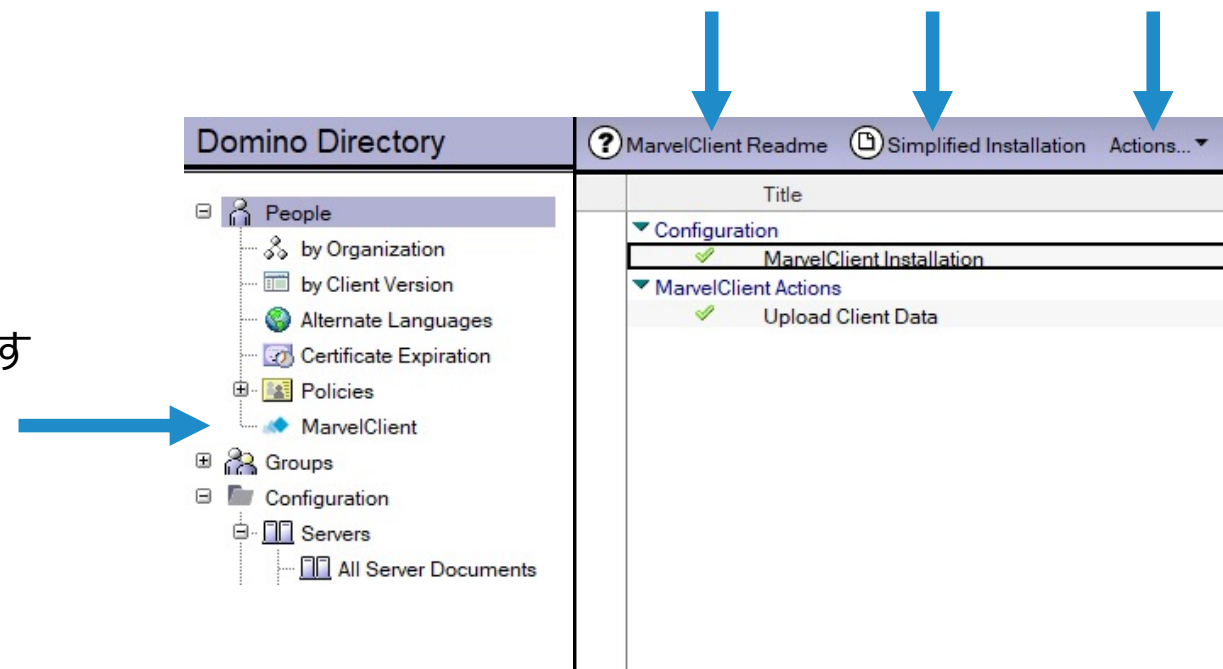 Domino Directory
? MarvelClient Readme Simplified Installation Actions...
People
by Organization
by Client Version
Alternate Languages
Certificate Expiration
Policies
MarvelClient
Groups
Configuration
Servers
All Server Documents
す
Title
Configuration
MarvelClient Installation
MarvelClient Actions
Upload Client Data